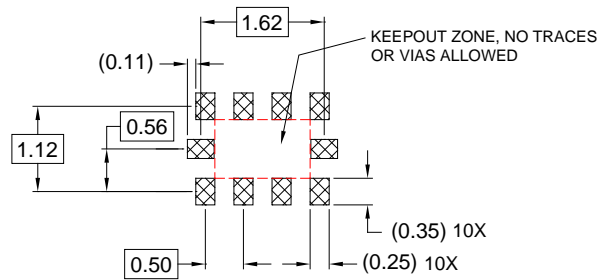 1.62
KEEPOUT ZONE, NO TRACES
OR VIAS ALLOWED
(0.11)
0.56
1.12
(0.35) 10X
0.50
(0.25) 10X